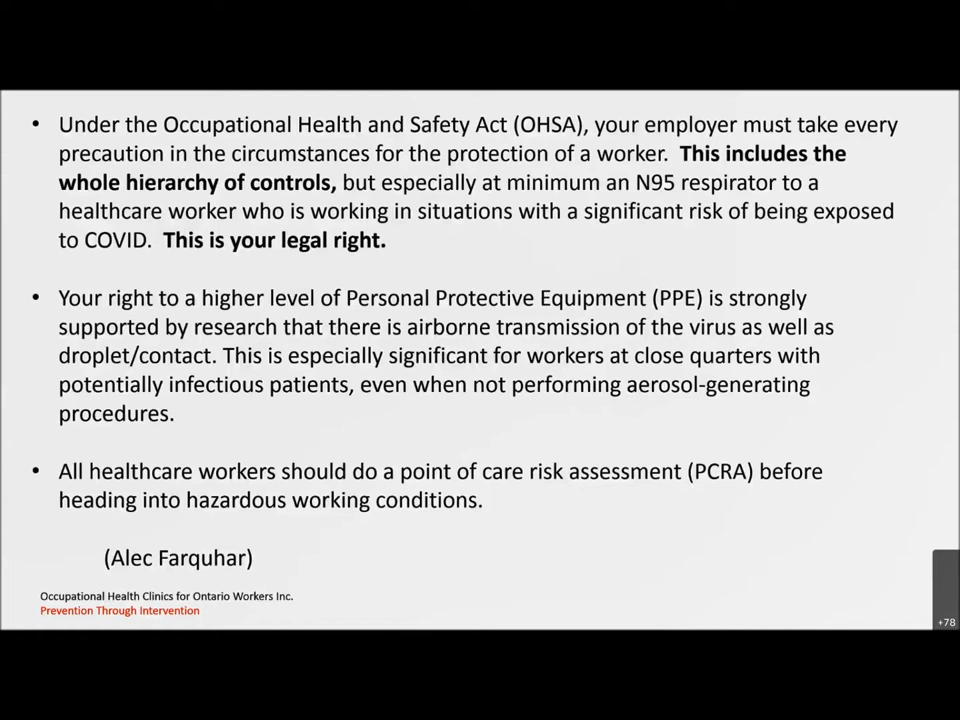 • Under the Occupational Health and Safety Act (OHSA), your employer must take every
precaution in the circumstances for the protection of a worker. This includes the
whole hierarchy of controls, but especially at minimum an N95 respirator to a
healthcare worker who is working in situations with a significant risk of being exposed
to COVID. This is your legal right.
• Your right to a higher level of Personal Protective Equipment (PPE) is strongly
supported by research that there is airborne transmission of the virus as well as
droplet/contact. This is especially significant for workers at close quarters with
potentially infectious patients, even when not performing aerosol-generating
procedures.
• All healthcare workers should do a point of care risk assessment (PCRA) before
heading into hazardous working conditions.
(Alec Farquhar)
Occupational Health Clinics for Ontario Workers Inc.
Prevention Through Intervention
+78